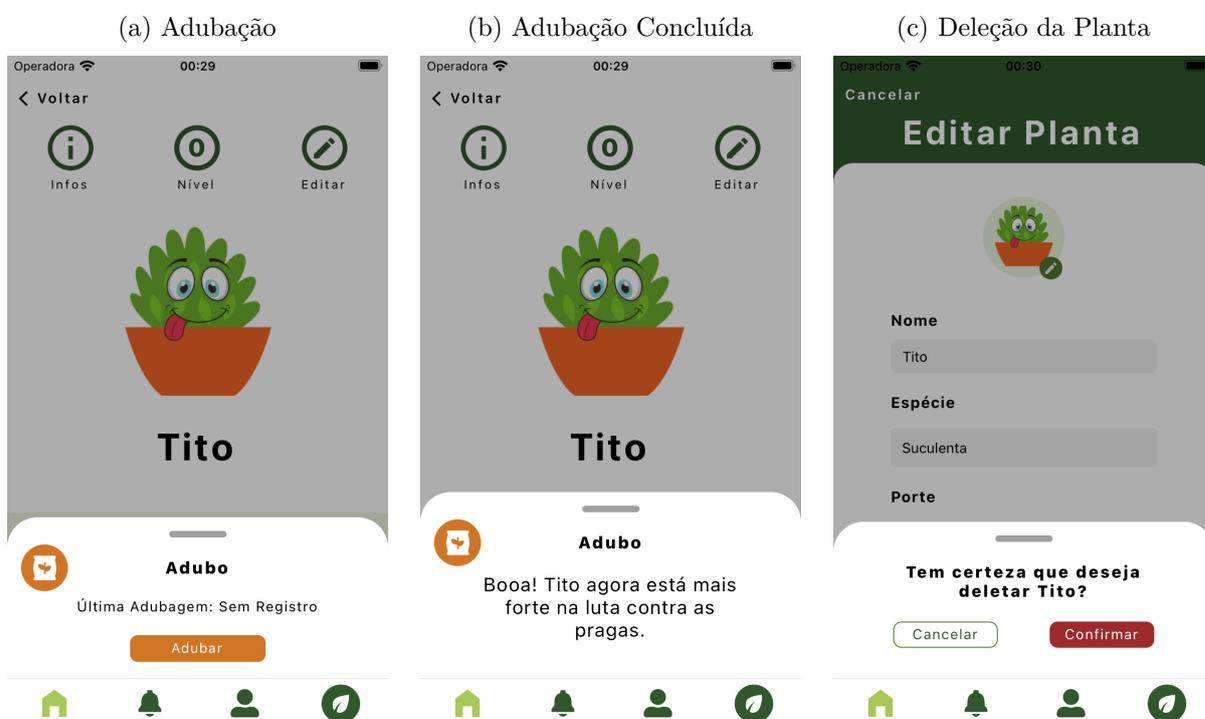 (a) Adubação
Operadora 00:29
Voltar
0
Infos Nível Editar
Tito
Adubo
Última Adubagem: Sem Registro
Adubar
(b) Adubação Concluída
Operadora 00:29
Voltar
0
Infos Nível Editar
Tito
Adubo
Booa! Tito agora está mais
forte na luta contra as
pragas.
(c) Deleção da Planta
Operadora 00:30
Cancelar
Editar Planta
Nome
Tito
Espécie
Suculenta
Porte
Tem certeza que deseja
deletar Tito?
Cancelar Confirmar